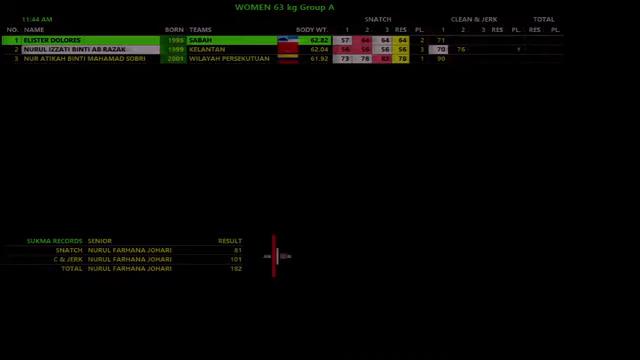 WOMEN 63 kg Group A
11:44 AM SNATCH CLEAN & JERK TOTAL
NO. NAME BORN TEAMS BODY WT. 1 2 3 RES PL. 1 2 3 RES PL. RES PL.
1 ELISTER DOLORES 1998 SABAH 62.82 57 64 64 64 2 71
2 NURUL IZZATI BINTI AB RAZAK 1999 KELANTAN 62.04 56 56 56 56 3 70 76
3 NUR ATIKAH BINTI MAHAMAD SOBRI 2001 WILAYAH PERSEKUTUAN 61.92 73 78 78 1 90
SUKMA RECORDS SENIOR RESULT
SNATCH NURUL FARHANA JOHARI 81
C & JERK NURUL FARHANA JOHARI 101
TOTAL NURUL FARHANA JOHARI 182